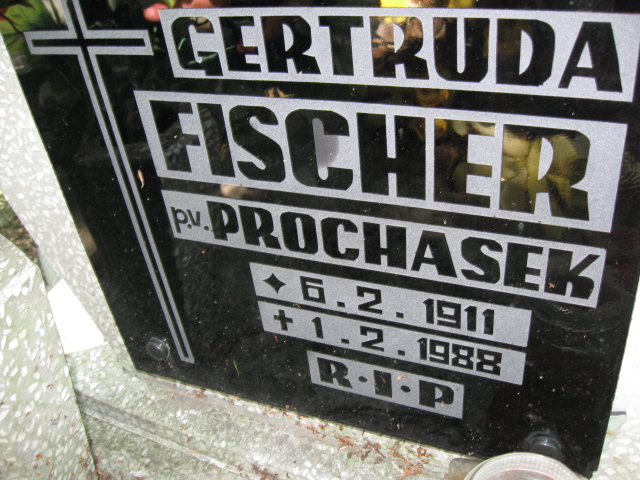 GERTRUDA
FISCHER
p.v. PROCHASEK
✦ 6.2.1911
+ 1.2.1988
R·I·P